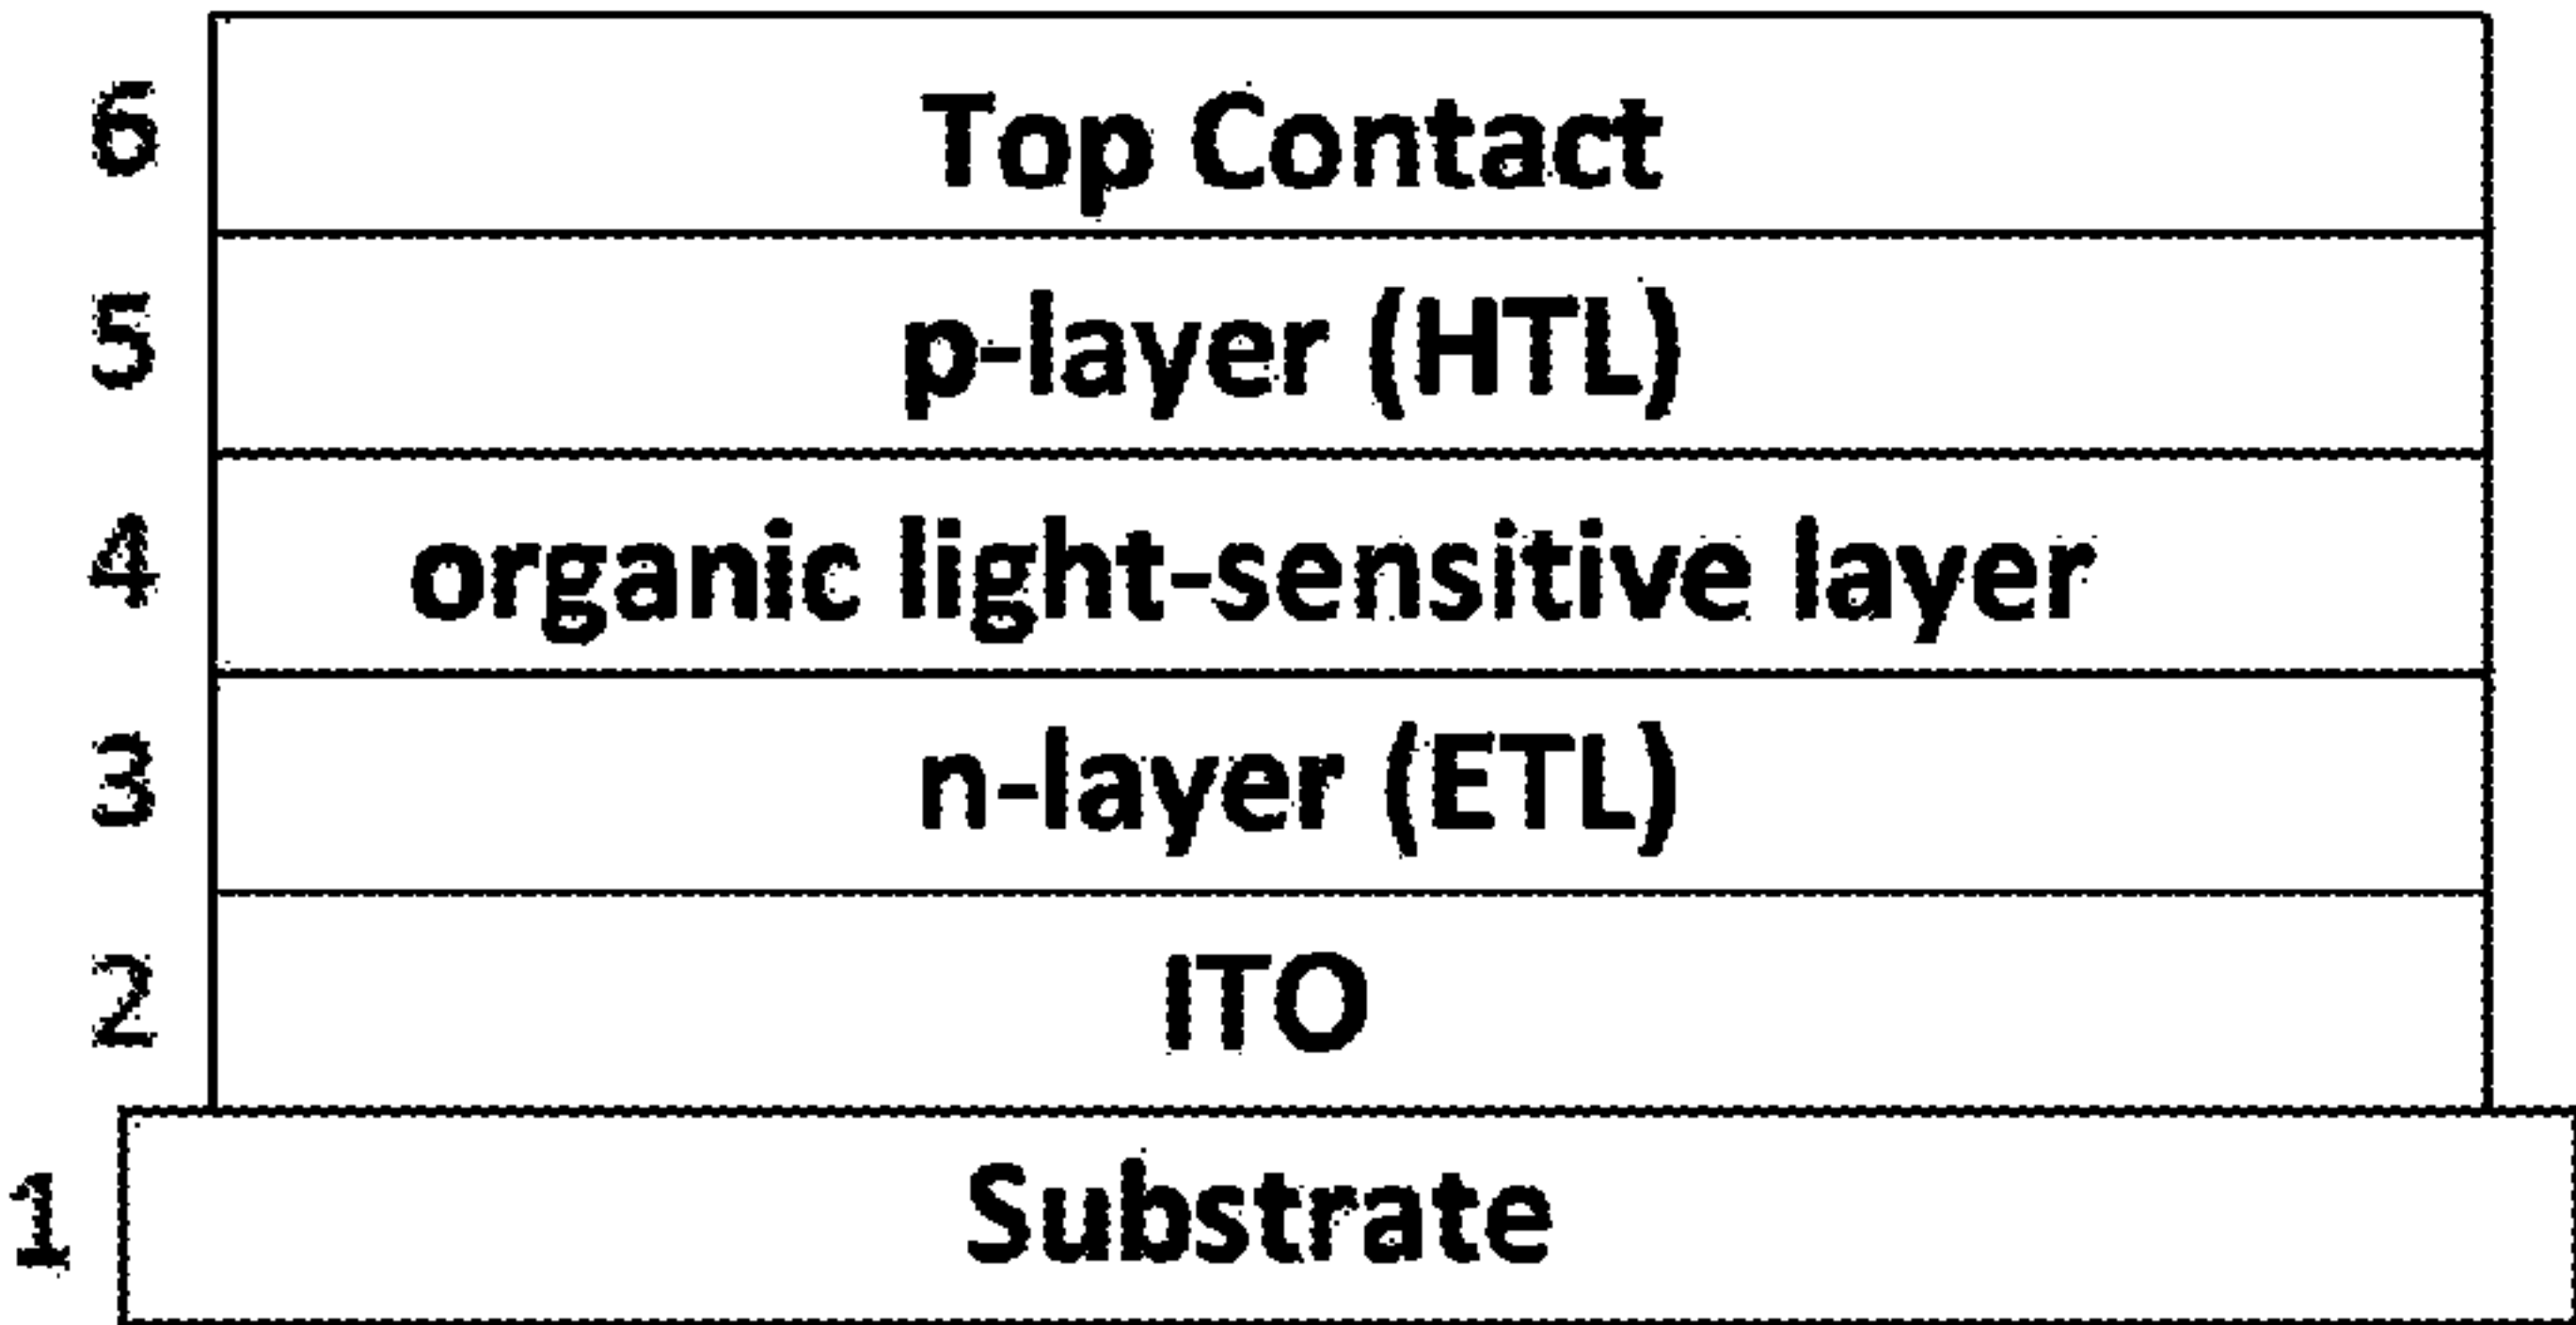 6 Top Contact
5 p-layer (HTL)
4 organic light-sensitive layer
3 n-layer (ETL)
2 ITO
1 Substrate